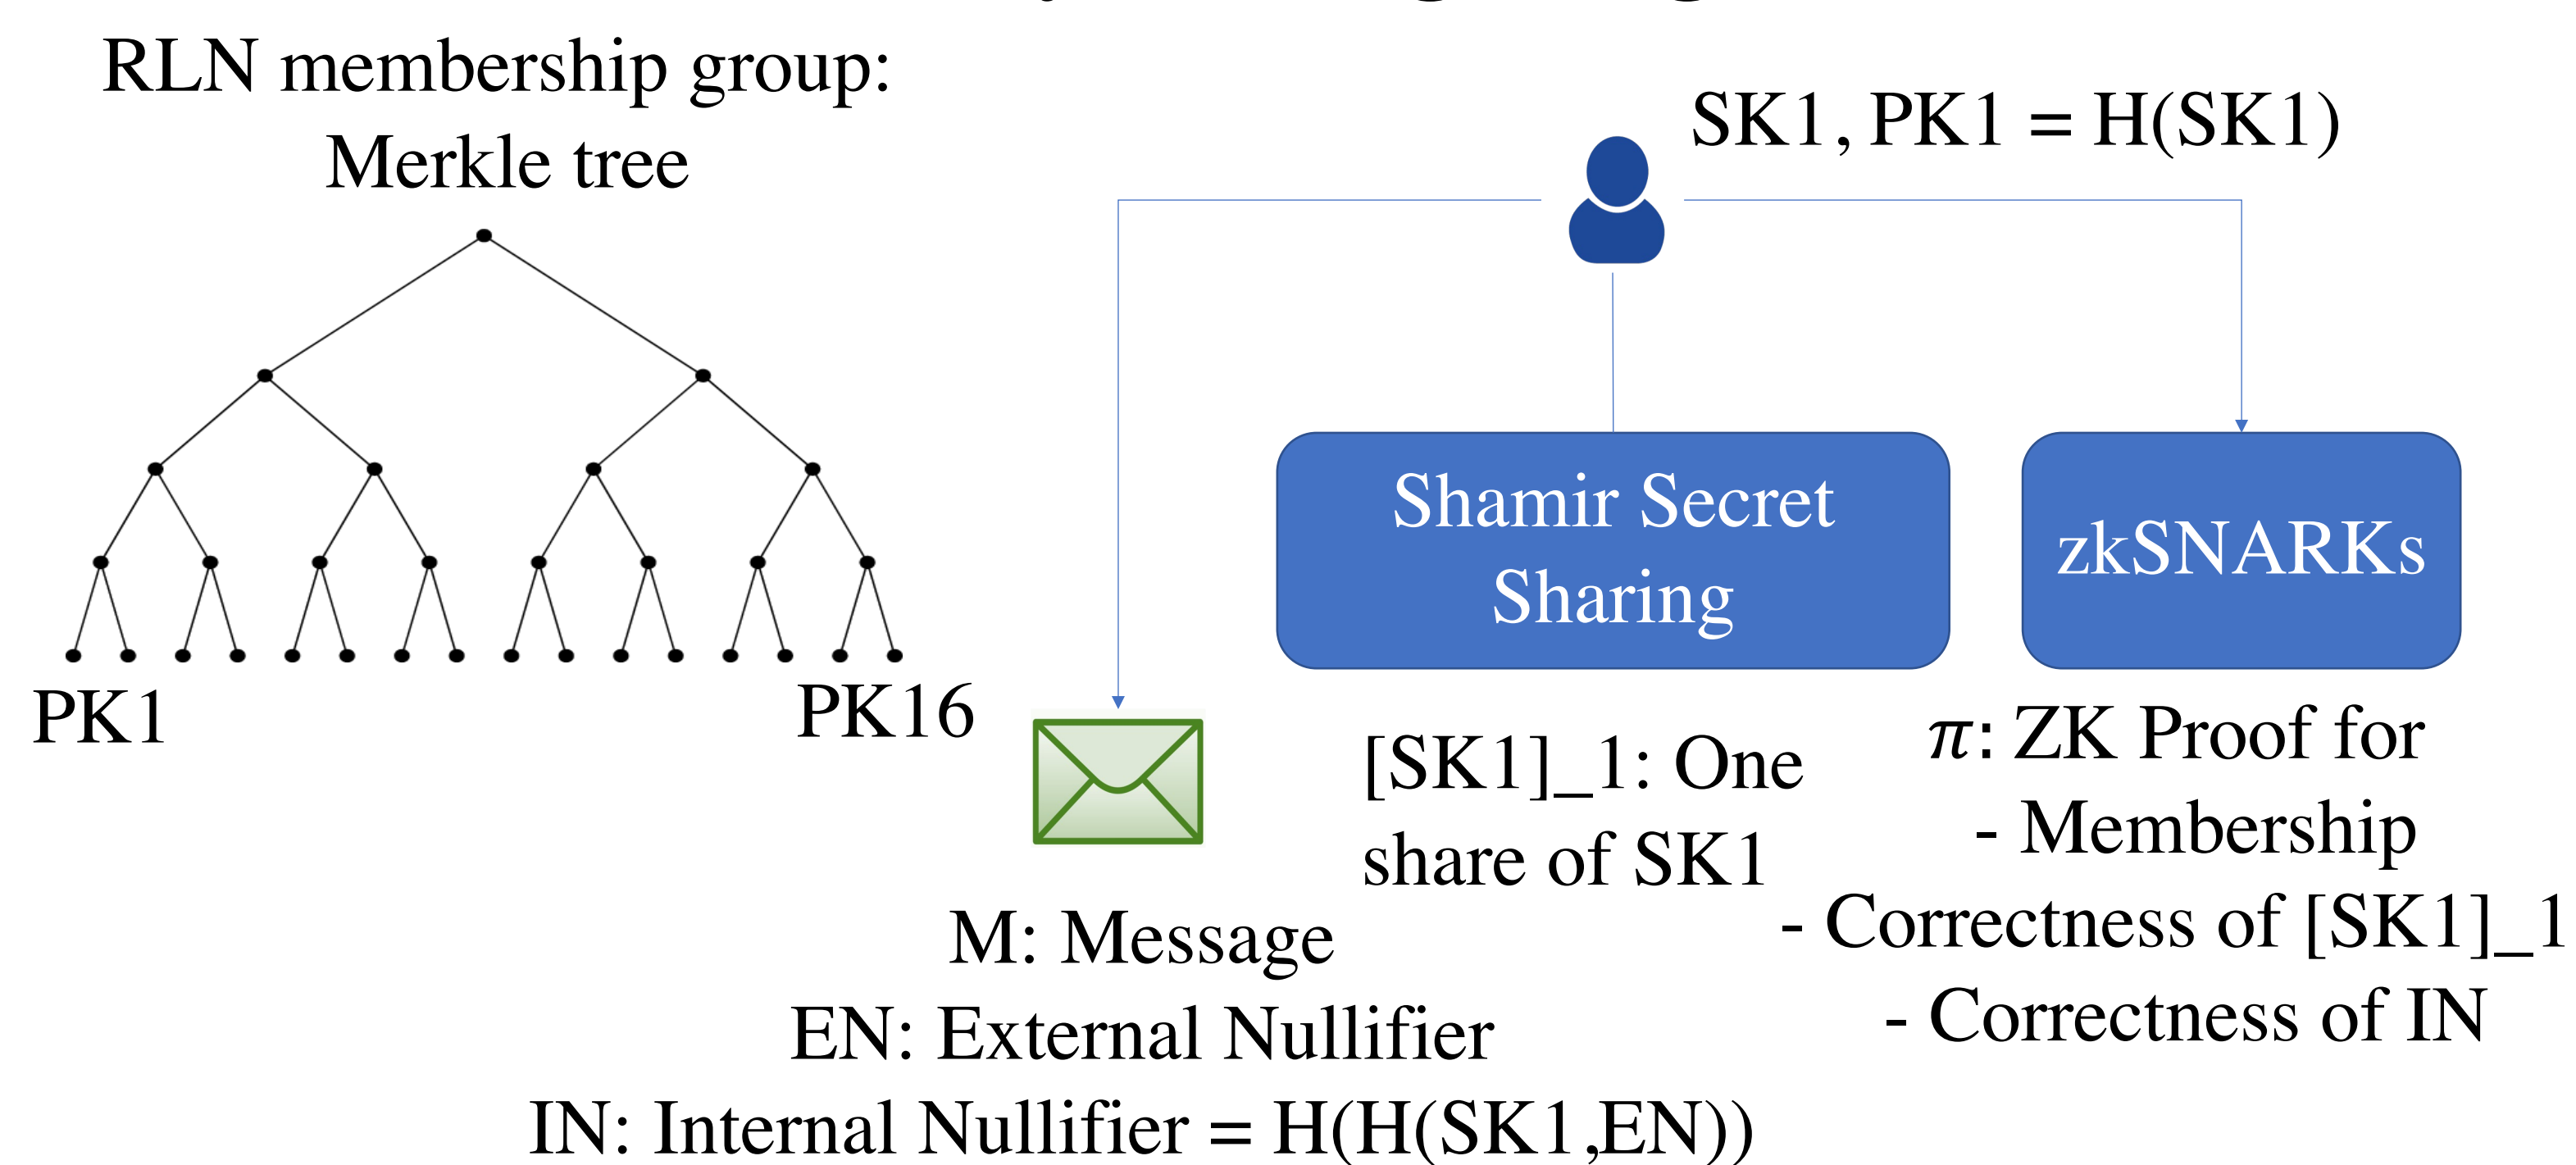 RLN membership group:
Merkle tree
SK1, PK1 = H(SK1)
Shamir Secret
Sharing
zkSNARKs
PK1
PK16
[SK1]_1: One
share of SK1
π: ZK Proof for
- Membership
- Correctness of [SK1]_1
- Correctness of IN
M: Message
EN: External Nullifier
IN: Internal Nullifier = H(H(SK1,EN))